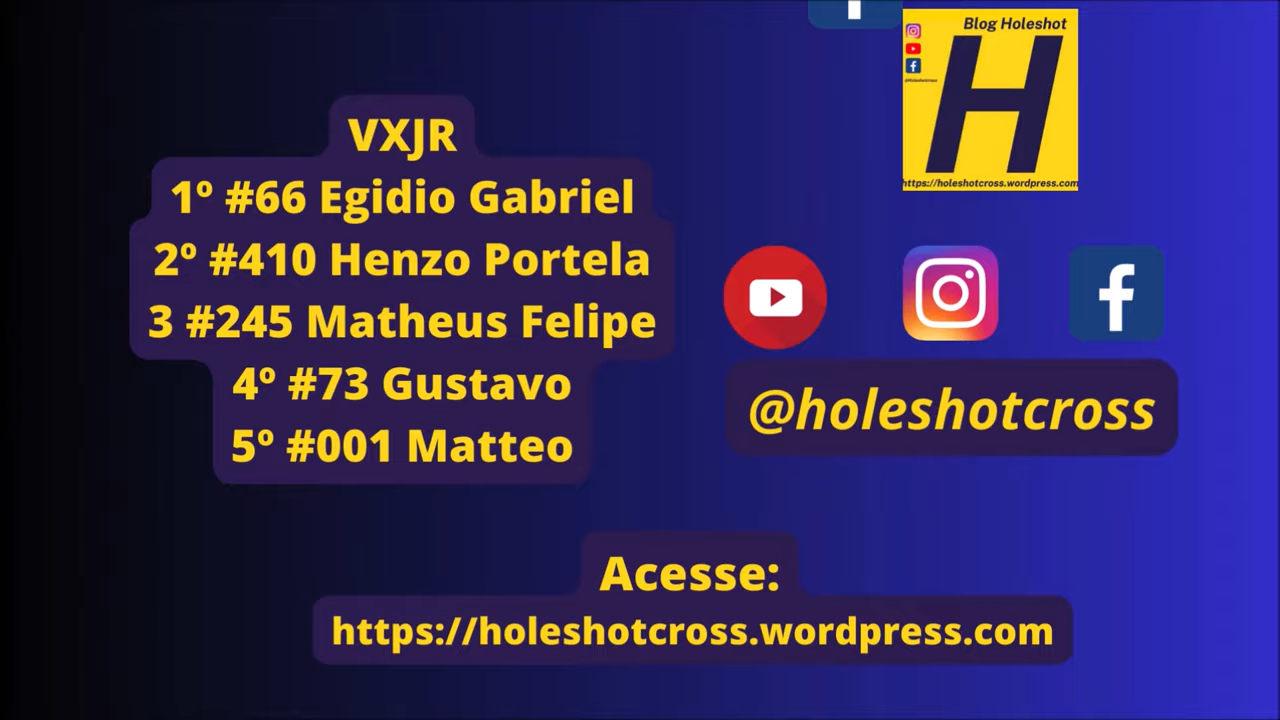 Blog Holeshot
H
https://holeshotcross.wordpress.com
VXJR
1º #66 Egidio Gabriel
2º #410 Henzo Portela
3 #245 Matheus Felipe
4º #73 Gustavo
5º #001 Matteo
@holeshotcross
Acesse:
https://holeshotcross.wordpress.com